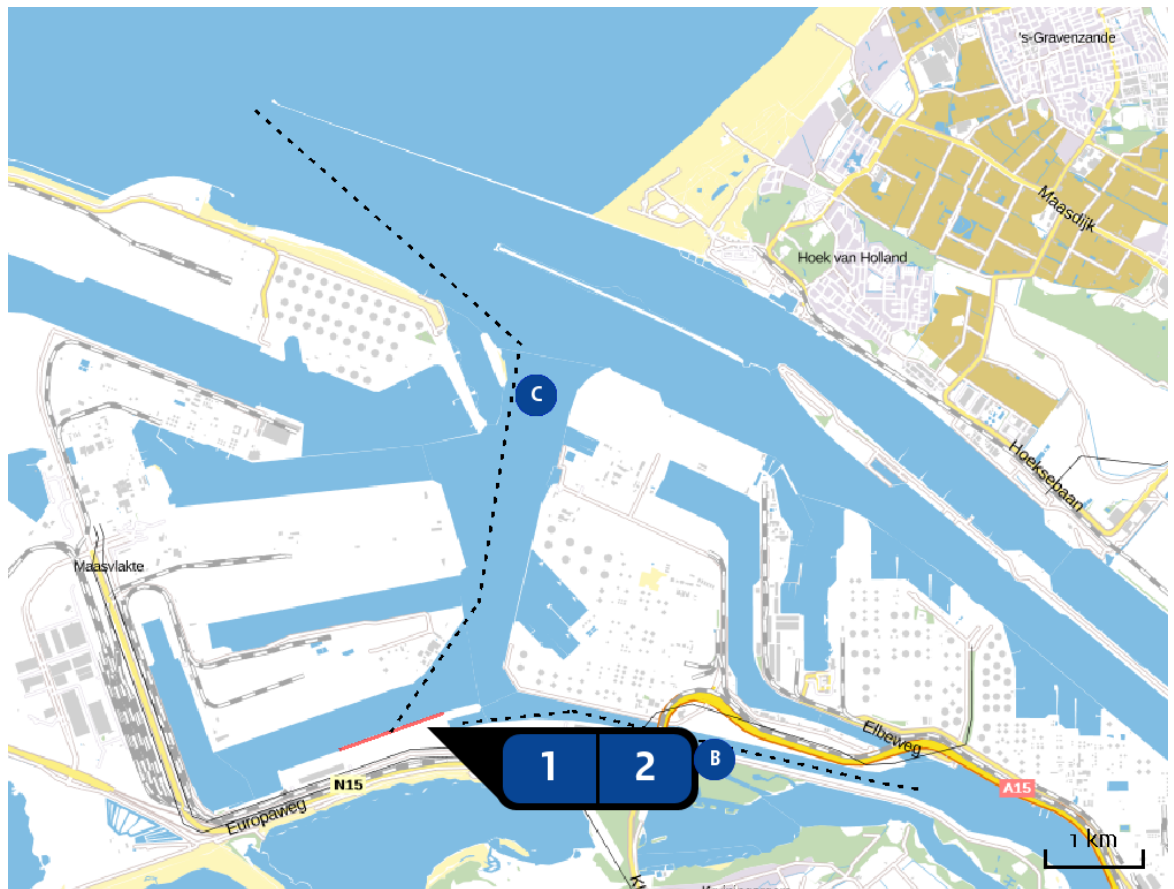 's-Gravenzande
Maasdijk
Hoek van Holland
C
Hoeksebaan
Maasvlakte
Elbeweg
1 2
B
N15
A15
Europaweg
1 km